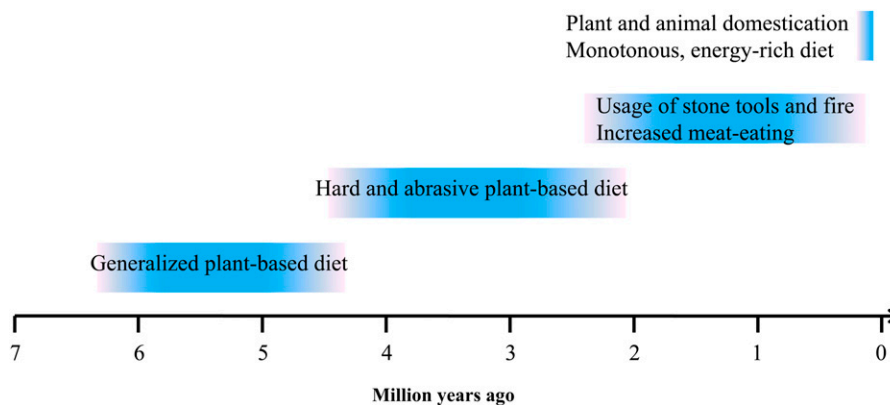 Plant and animal domestication
Monotonous, energy-rich diet
Usage of stone tools and fire
Increased meat-eating
Hard and abrasive plant-based diet
Generalized plant-based diet
7 6 5 4 3 2 1 0
Million years ago